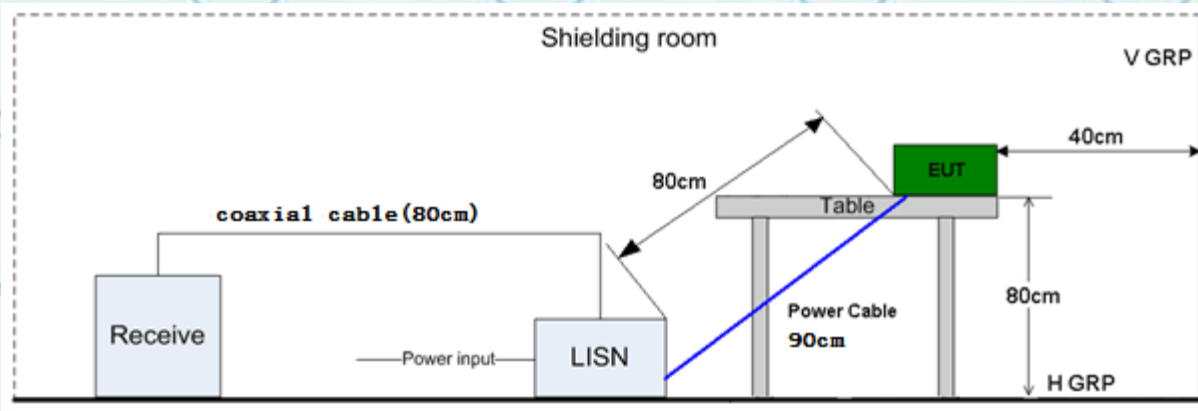 Shielding room
V GRP
40cm
EUT
80cm
Table
coaxial cable(80cm)
80cm
Power Cable
90cm
Receive
Power input
LISN
H GRP